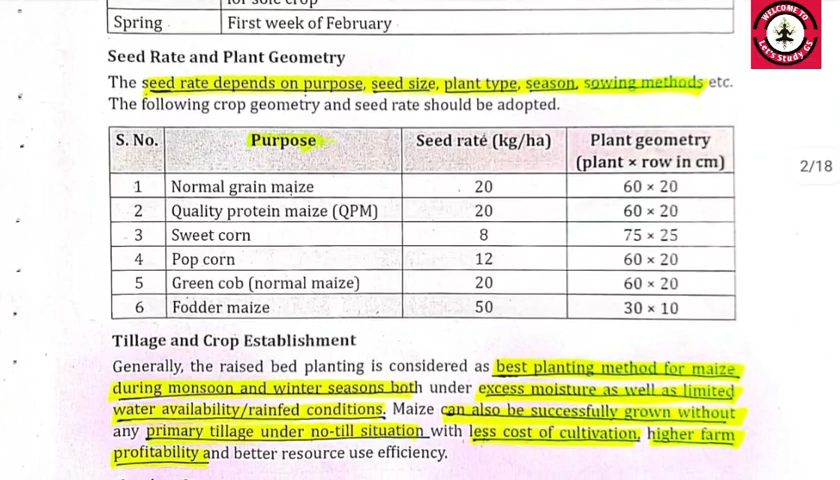 for sole crop
Spring First week of February
WELCOME TO
Let's Study GS
Seed Rate and Plant Geometry
The seed rate depends on purpose, seed size, plant type, season, sowing methods etc.
The following crop geometry and seed rate should be adopted.
S. No. Purpose Seed rate (kg/ha) Plant geometry
(plant × row in cm)
1 Normal grain maize 20 60 × 20
2 Quality protein maize (QPM) 20 60 × 20
3 Sweet corn 8 75 × 25
4 Pop corn 12 60 × 20
5 Green cob (normal maize) 20 60 × 20
6 Fodder maize 50 30 × 10
2/18
Tillage and Crop Establishment
Generally, the raised bed planting is considered as best planting method for maize
during monsoon and winter seasons both under excess moisture as well as limited
water availability/rainfed conditions. Maize can also be successfully grown without
any primary tillage under no-till situation with less cost of cultivation, higher farm
profitability and better resource use efficiency.